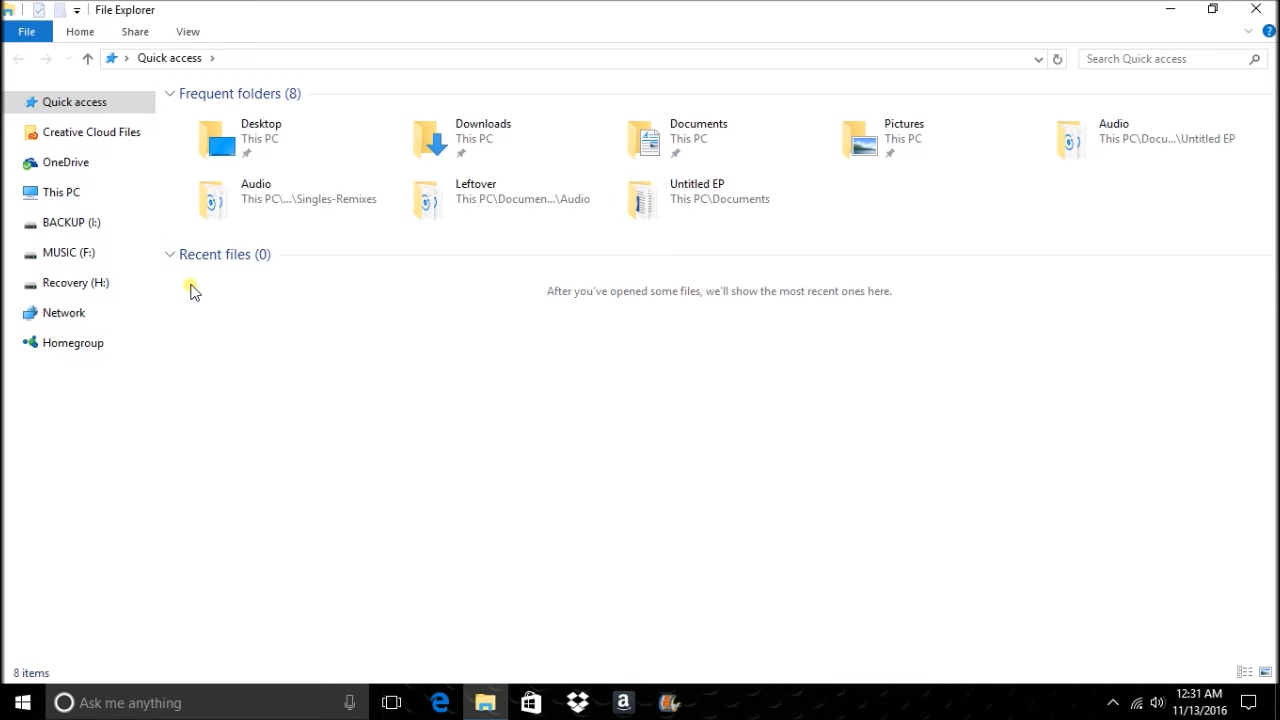 File Explorer
File Home Share View
Quick access
Search Quick access
Quick access
Creative Cloud Files
OneDrive
This PC
BACKUP (I:)
MUSIC (F:)
Recovery (H:)
Network
Homegroup
Frequent folders (8)
Desktop
This PC
Downloads
This PC
Documents
This PC
Pictures
This PC
Audio
This PC\Docu...\Untitled EP
Audio
This PC\...\Singles-Remixes
Leftover
This PC\Documen...\Audio
Untitled EP
This PC\Documents
Recent files (0)
After you've opened some files, we'll show the most recent ones here.
8 items
Ask me anything
12:31 AM
11/13/2016